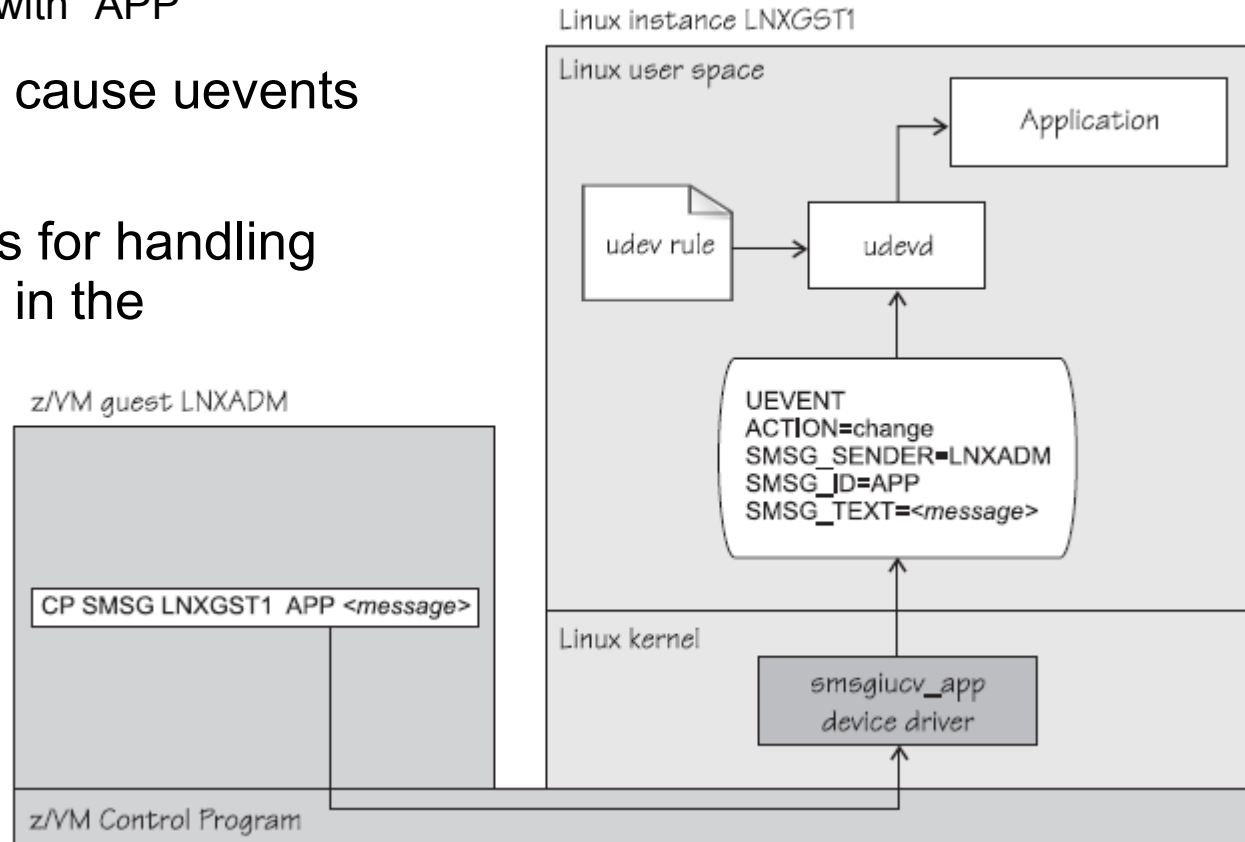 with "APP
cause uevents
s for handling
in the
Linux instance LNXGST1
Linux user space
Application
udev rule
udevd
UEVENT
ACTION=change
SMSG_SENDER=LNXADM
SMSG_ID=APP
SMSG_TEXT=<message>
z/VM guest LNXADM
CP SMSG LNXGST1 APP <message>
Linux kernel
smsgiucv_app
device driver
z/VM Control Program